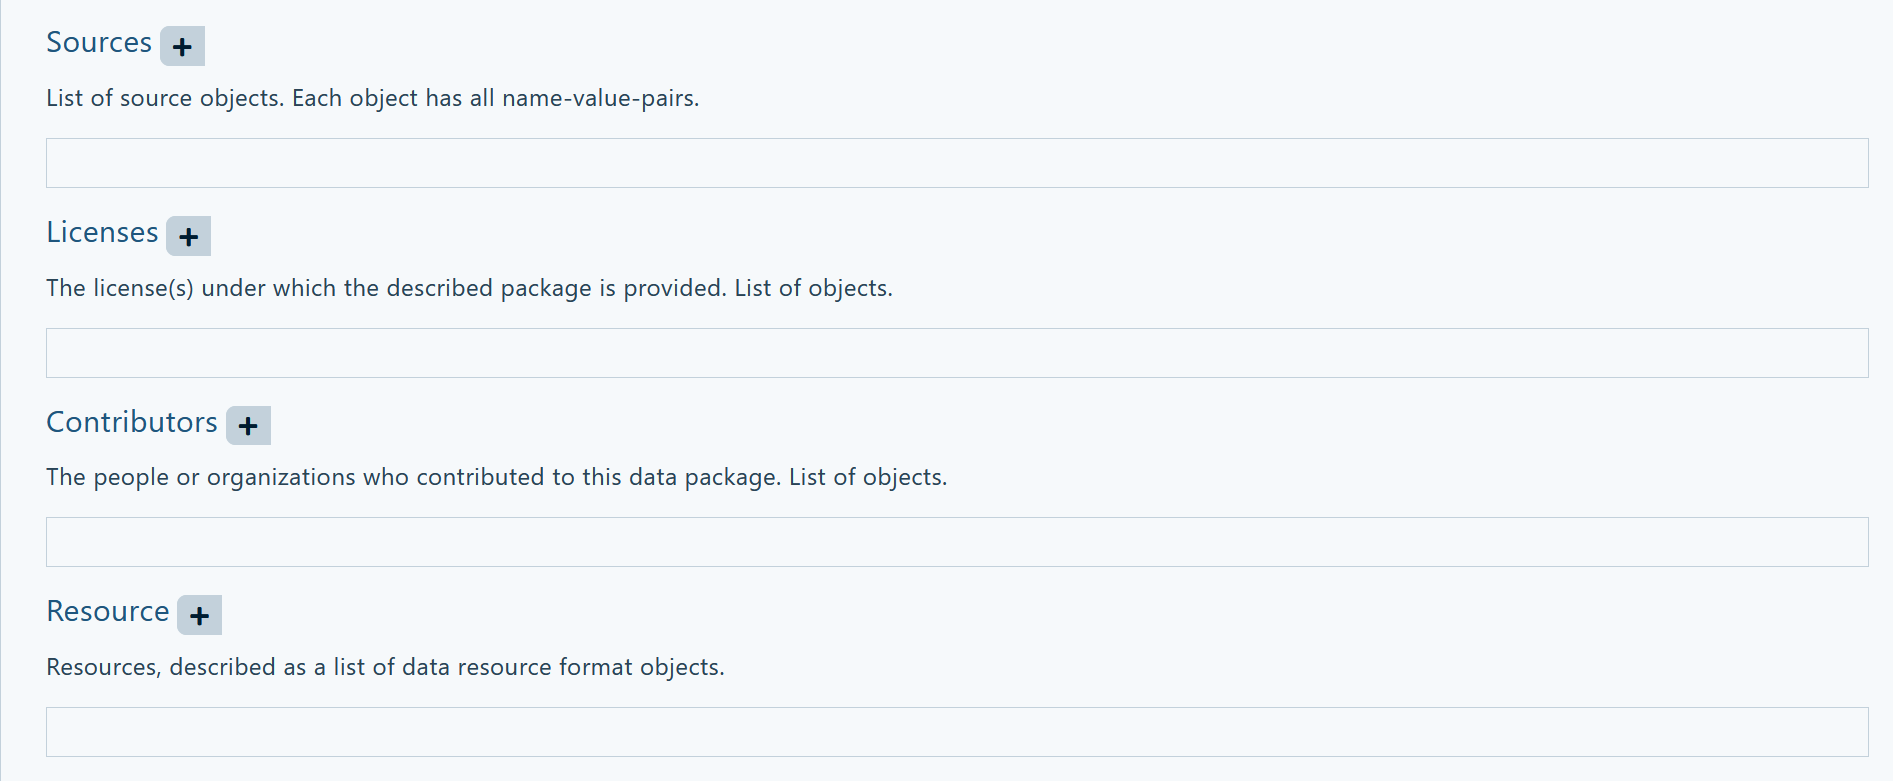 Sources +
List of source objects. Each object has all name-value-pairs.
Licenses +
The license(s) under which the described package is provided. List of objects.
Contributors +
The people or organizations who contributed to this data package. List of objects.
Resource +
Resources, described as a list of data resource format objects.